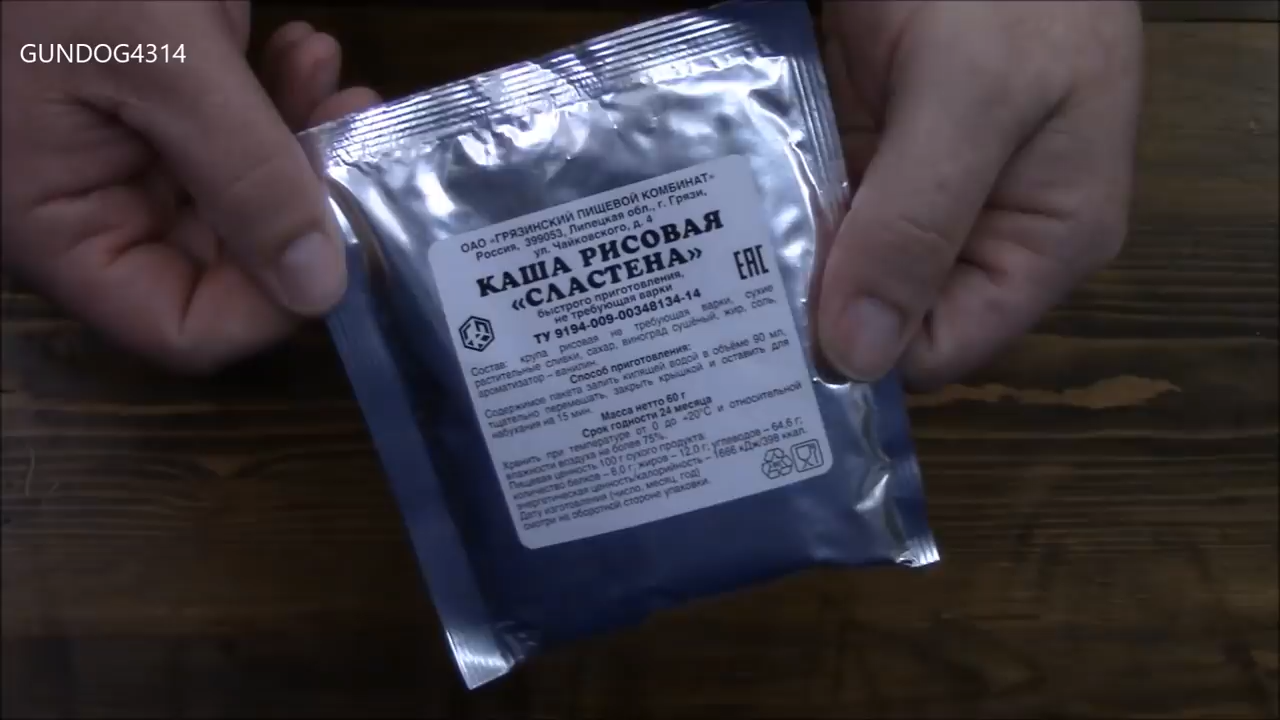 GUNDOG4314
ОАО «ГРЯЗИНСКИЙ ПИЩЕВОЙ КОМБИНАТ»
Россия, 399053, Липецкая обл., г. Грязи,
ул. Чайковского, д. 4
КАША РИСОВАЯ
«СЛАСТЕНА»
EAC
быстрого приготовления,
не требующая варки
ТУ 9194-009-00348134-14
Состав: крупа рисовая не требующая варки, сухие
растительные сливки, сахар, виноград сушёный, жир, соль,
ароматизатор – ванилин.
Способ приготовления:
Содержимое пакета залить кипящей водой в объёме 90 мл,
тщательно перемешать, закрыть крышкой и оставить для
набухания на 15 мин.
Масса нетто 60 г
Срок годности 24 месяца
Хранить при температуре от 0 до +20°С и относительной
влажности воздуха не более 75%.
Пищевая ценность 100 г сухого продукта:
количество белков – 6,0 г; жиров – 12,0 г; углеводов – 64,6 г;
энергетическая ценность/калорийность – 1666 кДж/398 ккал.
Дату изготовления (число, месяц, год)
смотри на оборотной стороне упаковки.